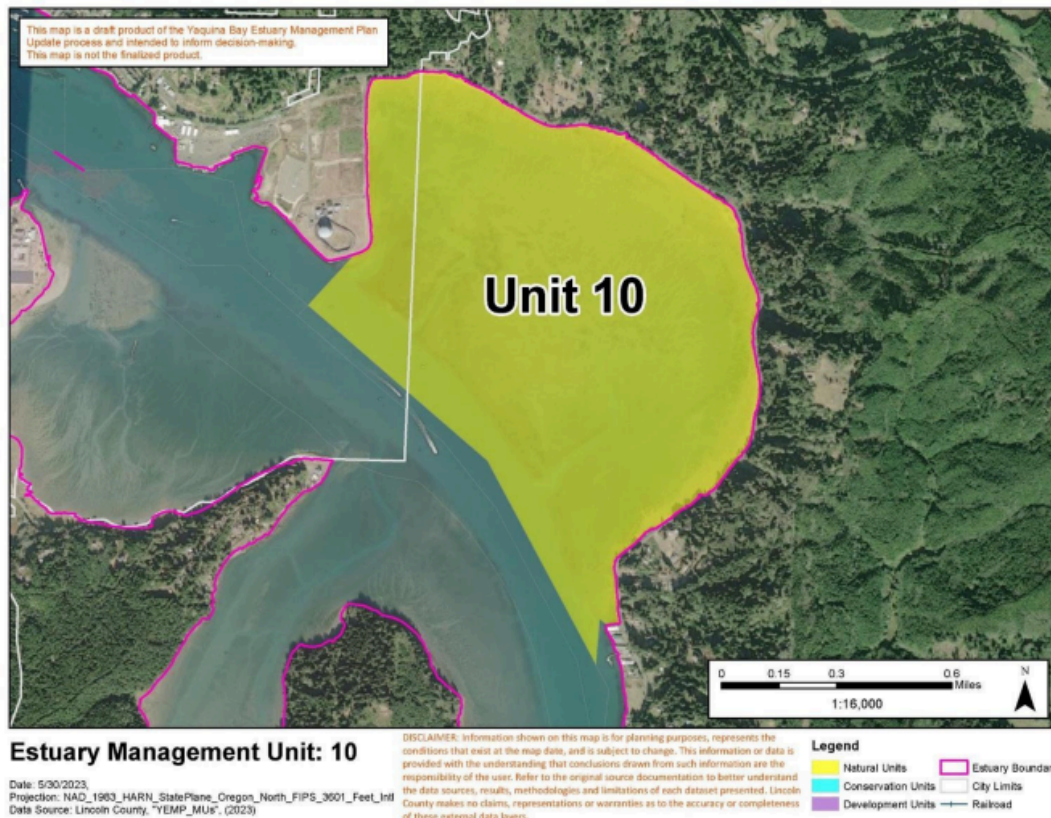 This map is a draft product of the Yaquina Bay Estuary Management Plan
Update process and intended to inform decision-making.
This map is not the finalized product.
Unit 10
0 0.15 0.3 0.6
Miles
1:16,000
N
Estuary Management Unit: 10
Date: 5/30/2023,
Projection: NAD_1983_HARN_StatePlane_Oregon_North_FIPS_3601_Feet_Intl
Data Source: Lincoln County, "YEMP_MUs", (2023)
DISCLAIMER: Information shown on this map is for planning purposes, represents the
conditions that exist at the map date, and is subject to change. This information or data is
provided with the understanding that conclusions drawn from such information are the
responsibility of the user. Refer to the original source documentation to better understand
the data sources, results, methodologies and limitations of each dataset presented. Lincoln
County makes no claims, representations or warranties as to the accuracy or completeness
of these external data layers.
Legend
Natural Units
Conservation Units
Development Units
Estuary Boundar
City Limits
Railroad